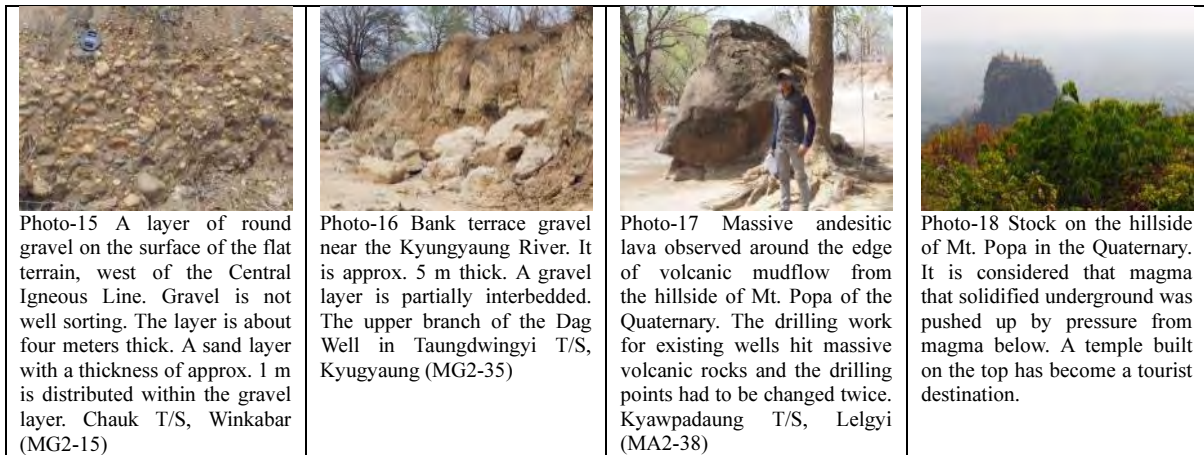 Photo-15 A layer of round
gravel on the surface of the flat
terrain, west of the Central
Igneous Line. Gravel is not
well sorting. The layer is about
four meters thick. A sand layer
with a thickness of approx. 1 m
is distributed within the gravel
layer. Chauk T/S, Winkabar
(MG2-15)
Photo-16 Bank terrace gravel
near the Kyungyaung River. It
is approx. 5 m thick. A gravel
layer is partially interbedded.
The upper branch of the Dag
Well in Taungdwingyi T/S,
Kyugyaung (MG2-35)
Photo-17 Massive andesitic
lava observed around the edge
of volcanic mudflow from
the hillside of Mt. Popa of the
Quaternary. The drilling work
for existing wells hit massive
volcanic rocks and the drilling
points had to be changed twice.
Kyawpadaung T/S, Lelgyi
(MA2-38)
Photo-18 Stock on the hillside
of Mt. Popa in the Quaternary.
It is considered that magma
that solidified underground was
pushed up by pressure from
magma below. A temple built
on the top has become a tourist
destination.